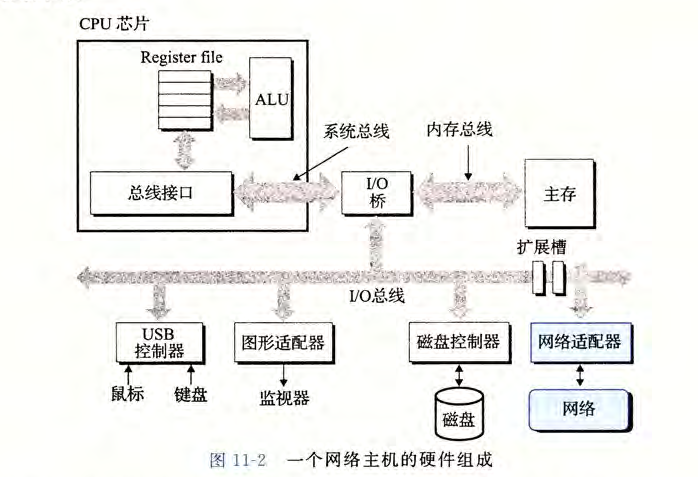 CPU 芯片
Register file
ALU
系统总线
内存总线
总线接口
I/O
桥
主存
扩展槽
I/O总线
USB
控制器
图形适配器
磁盘控制器
网络适配器
鼠标
键盘
监视器
磁盘
网络
图 11-2 一个网络主机的硬件组成